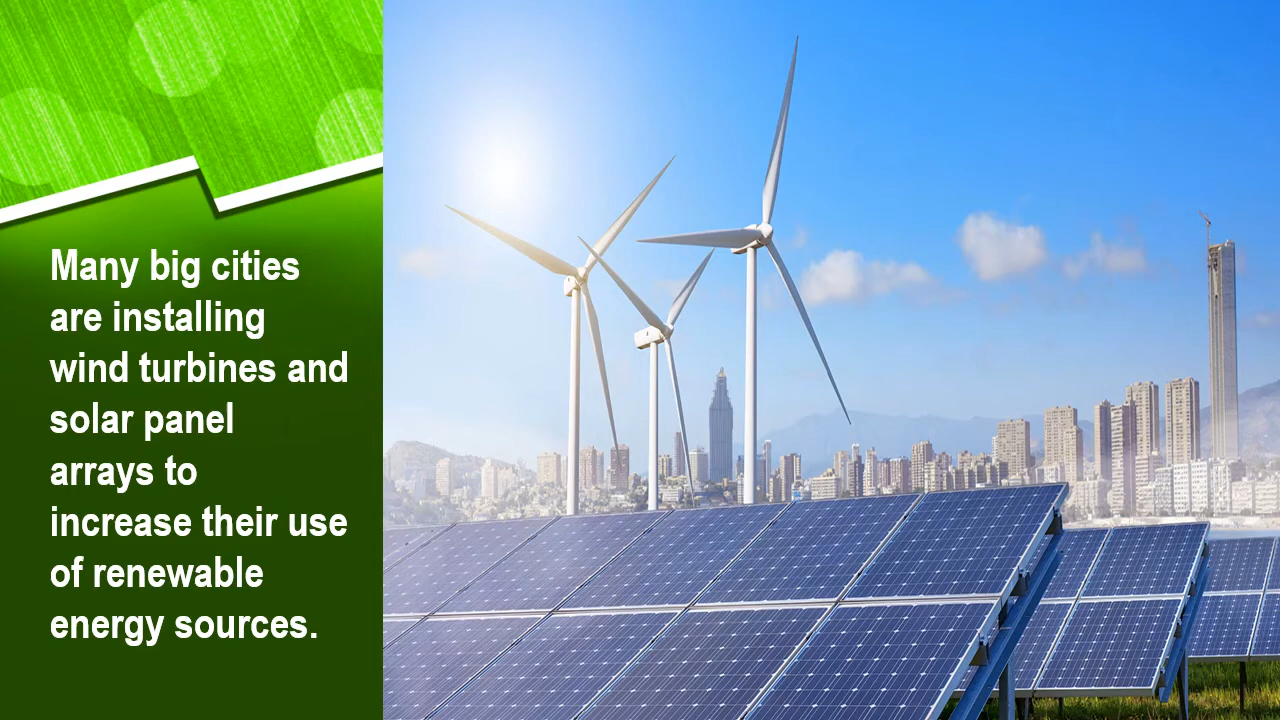 Many big cities
are installing
wind turbines and
solar panel
arrays to
increase their use
of renewable
energy sources.